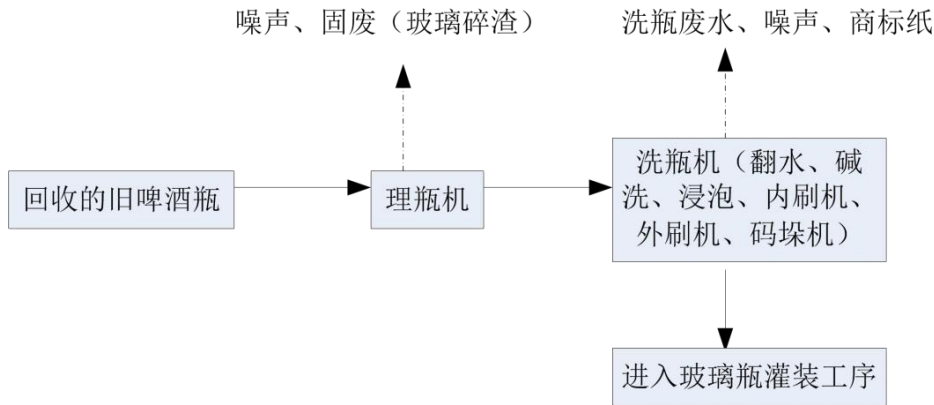 噪声、固废（玻璃碎渣）
洗瓶废水、噪声、商标纸
回收的旧啤酒瓶
理瓶机
洗瓶机（翻水、碱
洗、浸泡、内刷机、
外刷机、码垛机）
进入玻璃瓶灌装工序